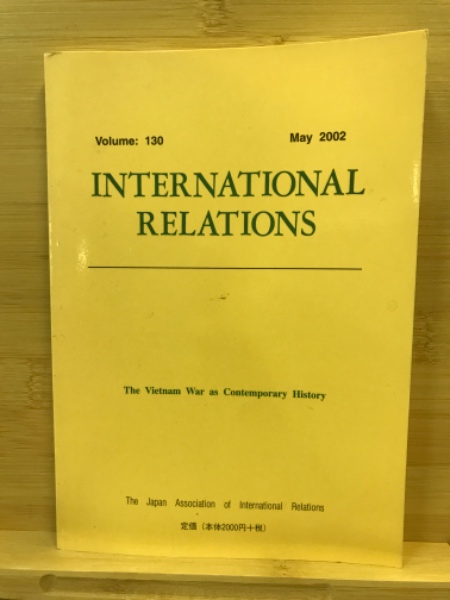 Volume: 130 May 2002
INTERNATIONAL
RELATIONS
The Vietnam War as Contemporary History
The Japan Association of International Relations
定価（本体2000円＋税）